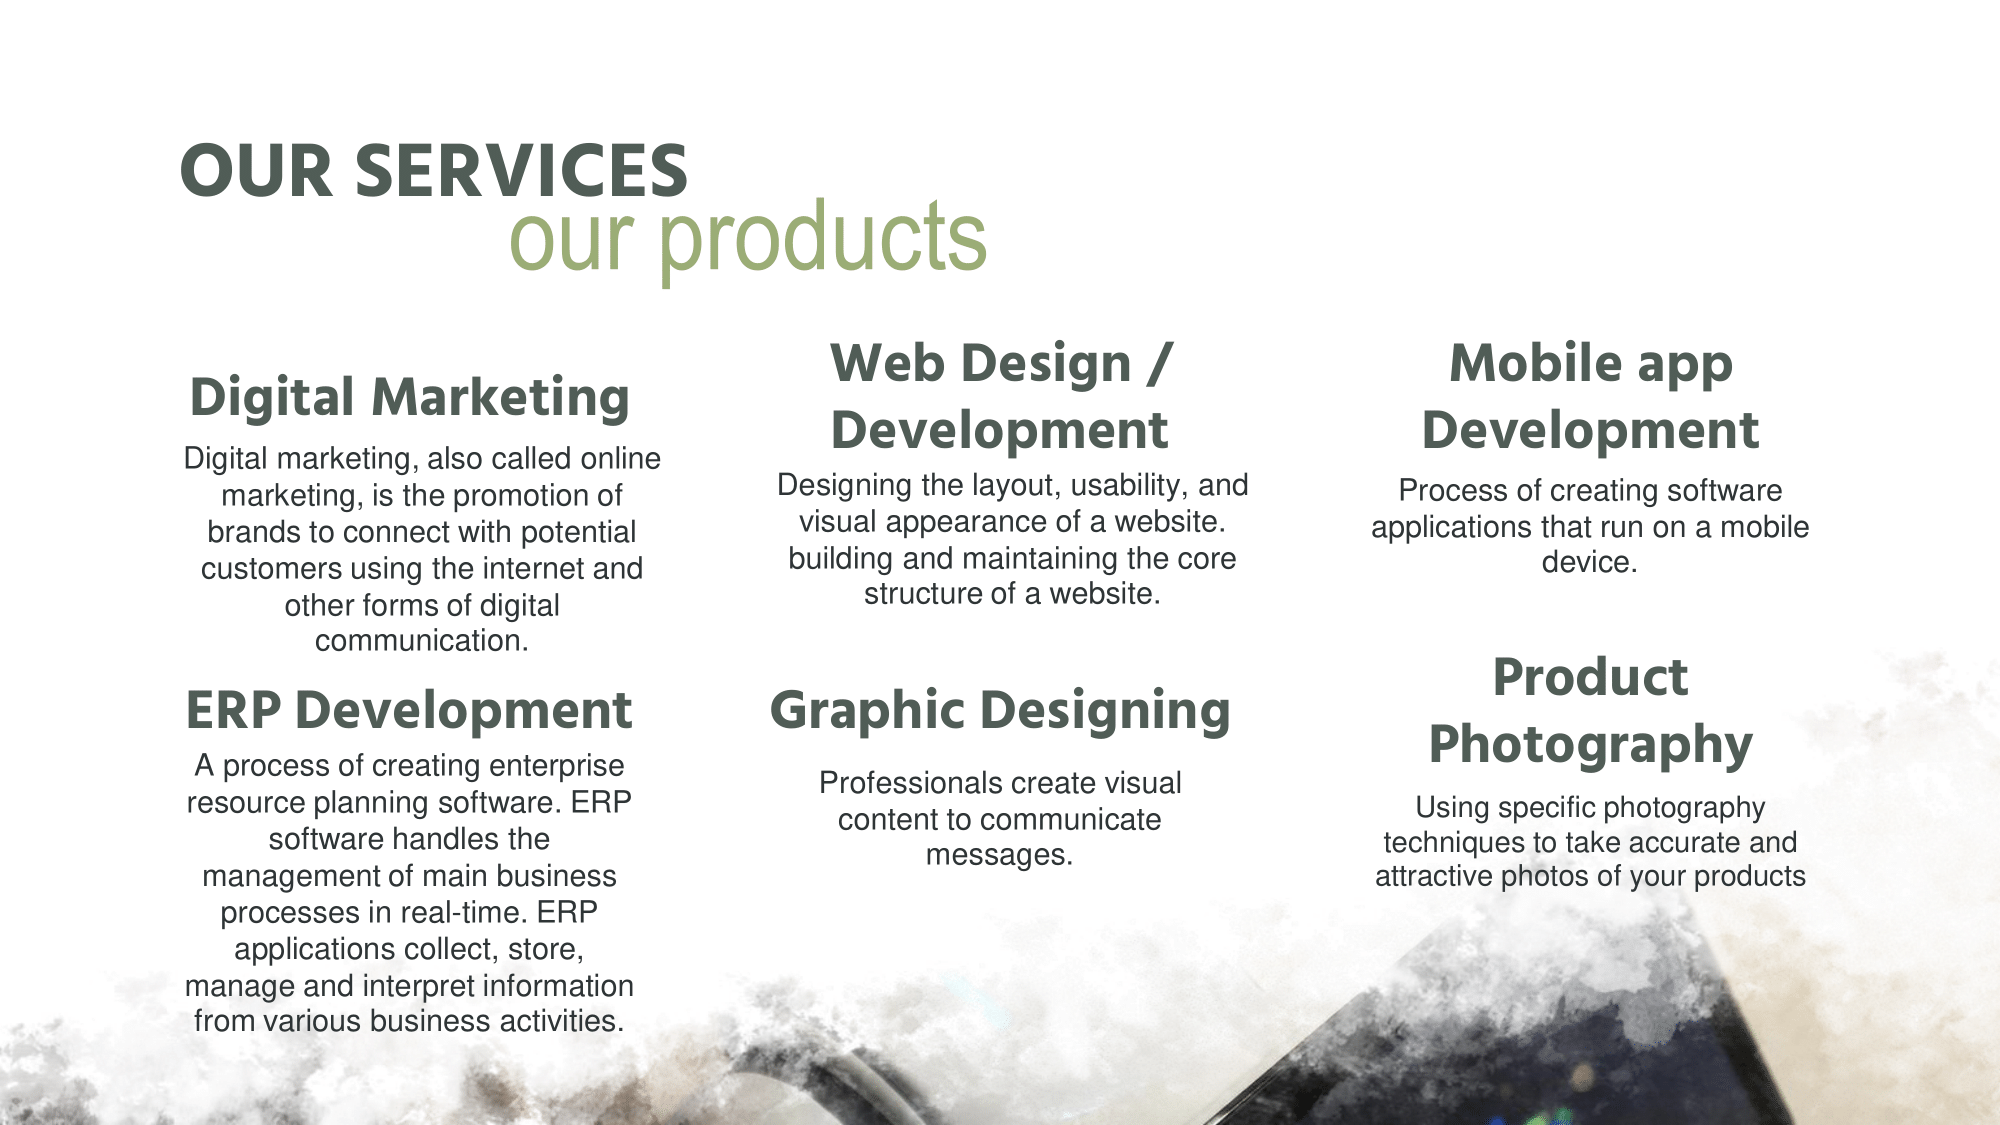 OUR SERVICES
our products
Digital Marketing
Digital marketing, also called online
marketing, is the promotion of
brands to connect with potential
customers using the internet and
other forms of digital
communication.
Web Design /
Development
Designing the layout, usability, and
visual appearance of a website.
building and maintaining the core
structure of a website.
Mobile app
Development
Process of creating software
applications that run on a mobile
device.
ERP Development
A process of creating enterprise
resource planning software. ERP
software handles the
management of main business
processes in real-time. ERP
applications collect, store,
manage and interpret information
from various business activities.
Graphic Designing
Professionals create visual
content to communicate
messages.
Product
Photography
Using specific photography
techniques to take accurate and
attractive photos of your products